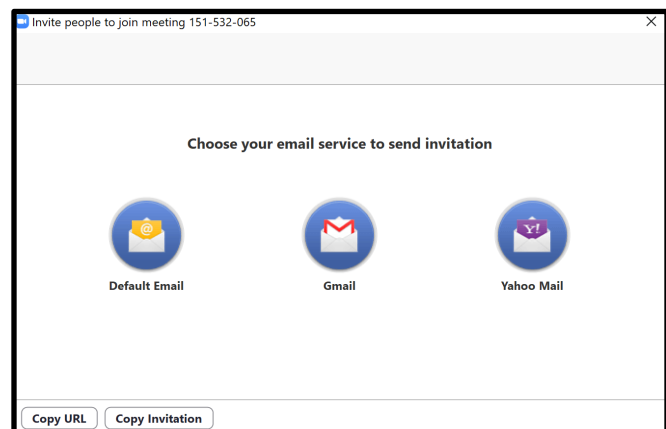 Invite people to join meeting 151-532-065
Choose your email service to send invitation
@
Y!
Default Email
Gmail
Yahoo Mail
Copy URL
Copy Invitation